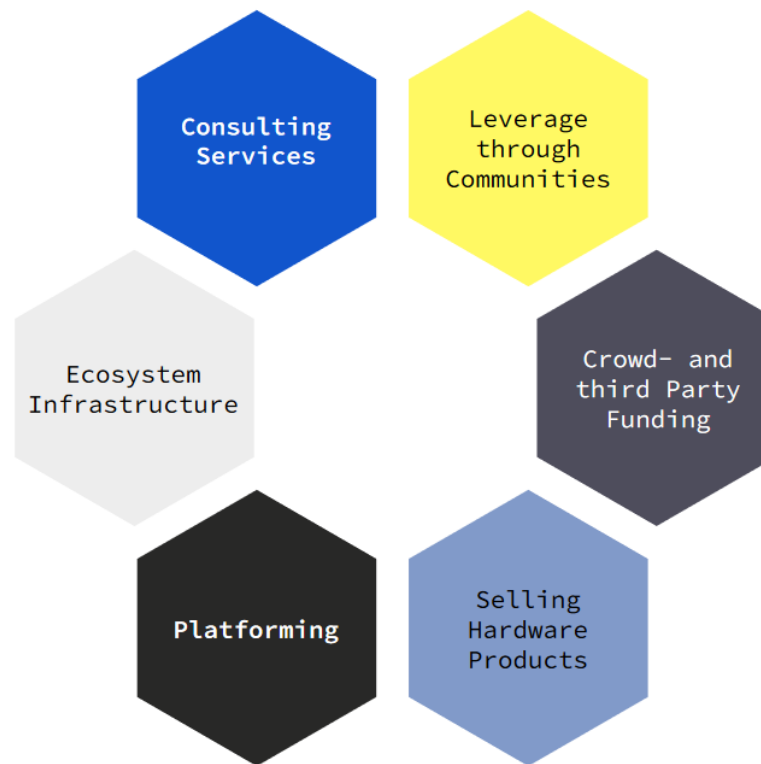 Consulting
Services
Leverage
through
Communities
Ecosystem
Infrastructure
Crowd- and
third Party
Funding
Platforming
Selling
Hardware
Products